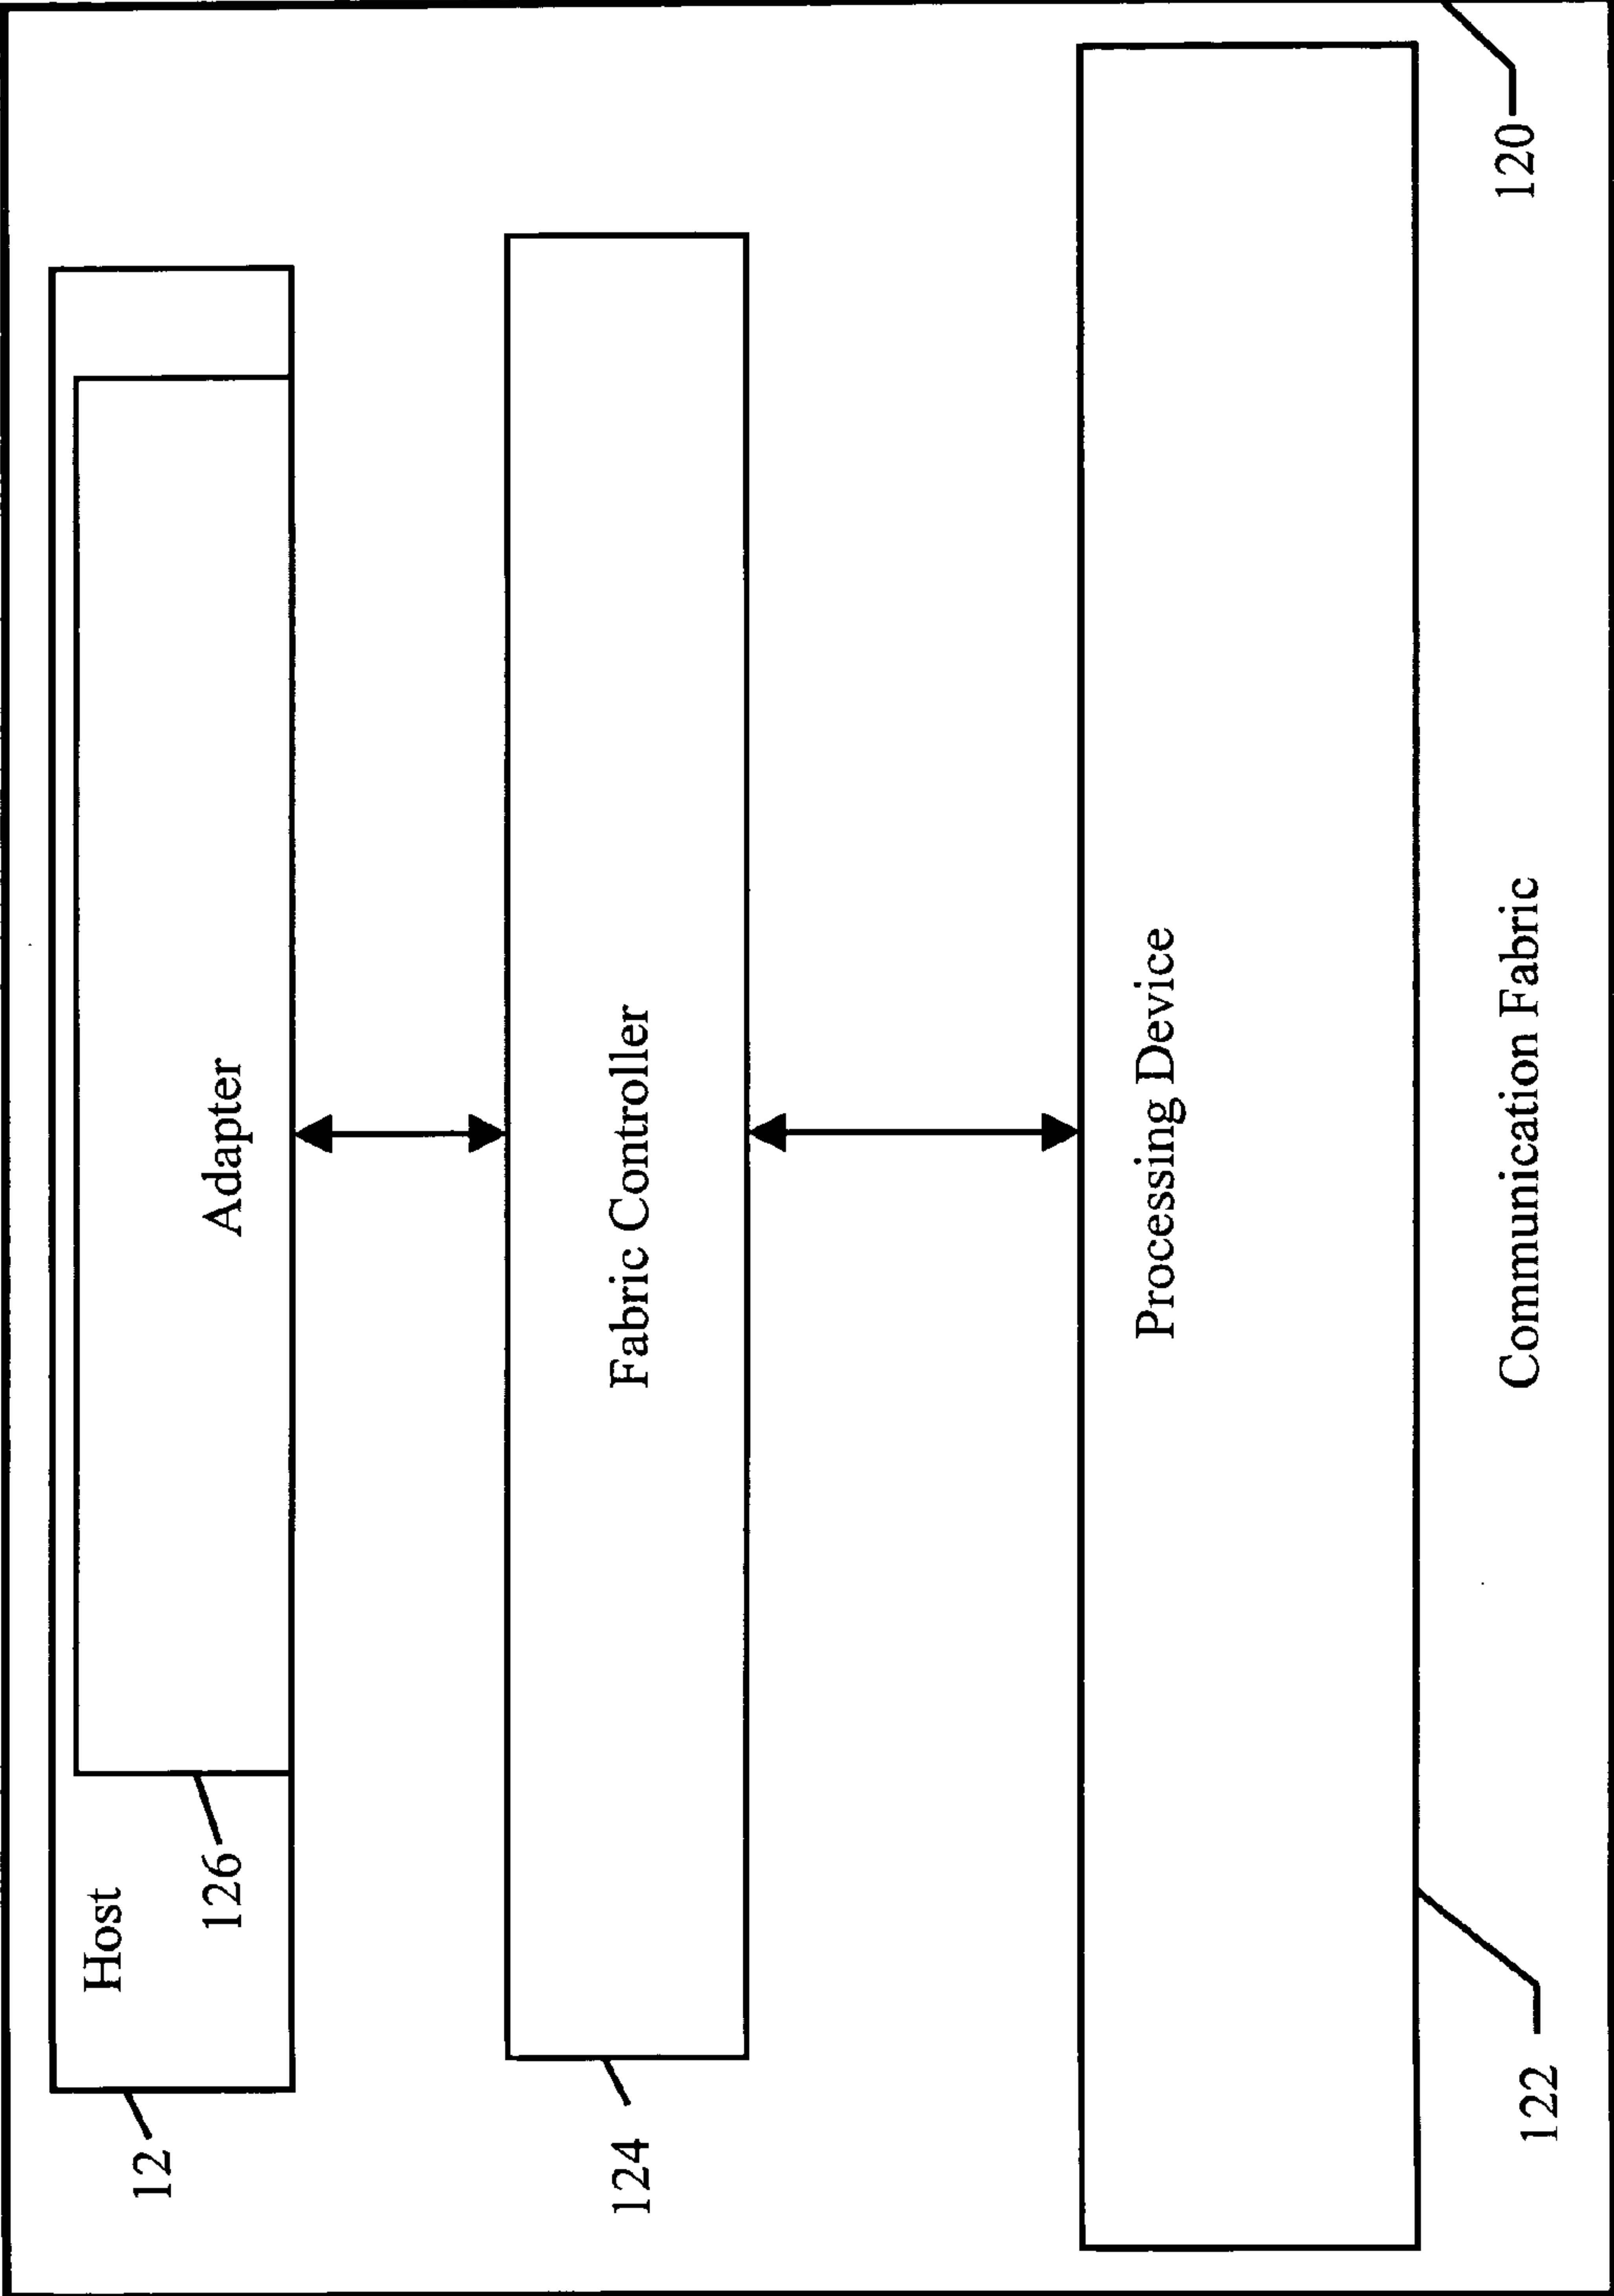 Host
12
126
Adapter
124
Fabric Controller
Processing Device
122
Communication Fabric
120